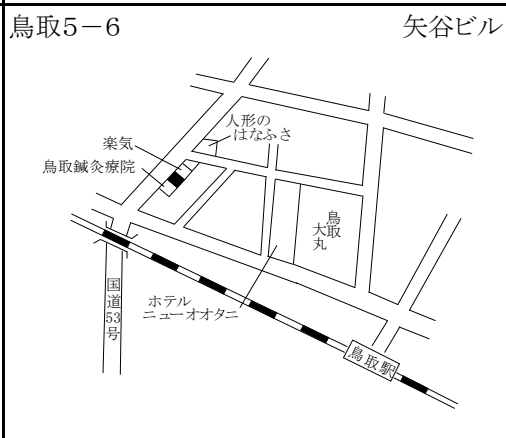 鳥取5-6
矢谷ビル
人形の
はなふさ
楽気
鳥取鍼灸療院
鳥取
大丸
国道53号
ホテル
ニューオオタニ
鳥取駅